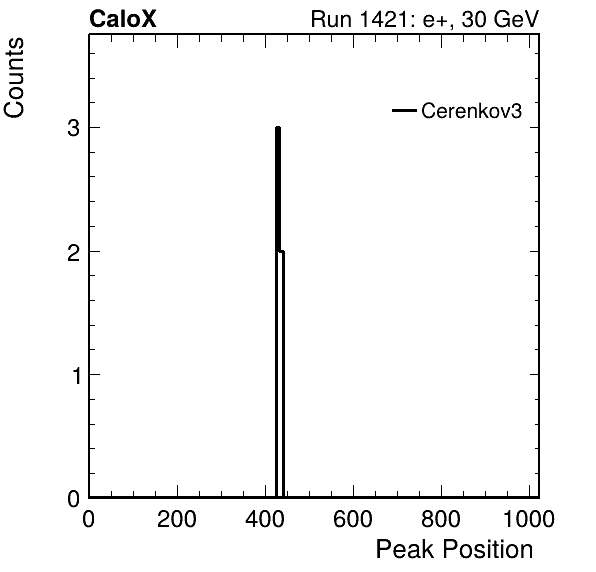 CaloX Run 1421: e+, 30 GeV
Counts
Cerenkov3
3
2
1
0
0 200 400 600 800 1000
Peak Position